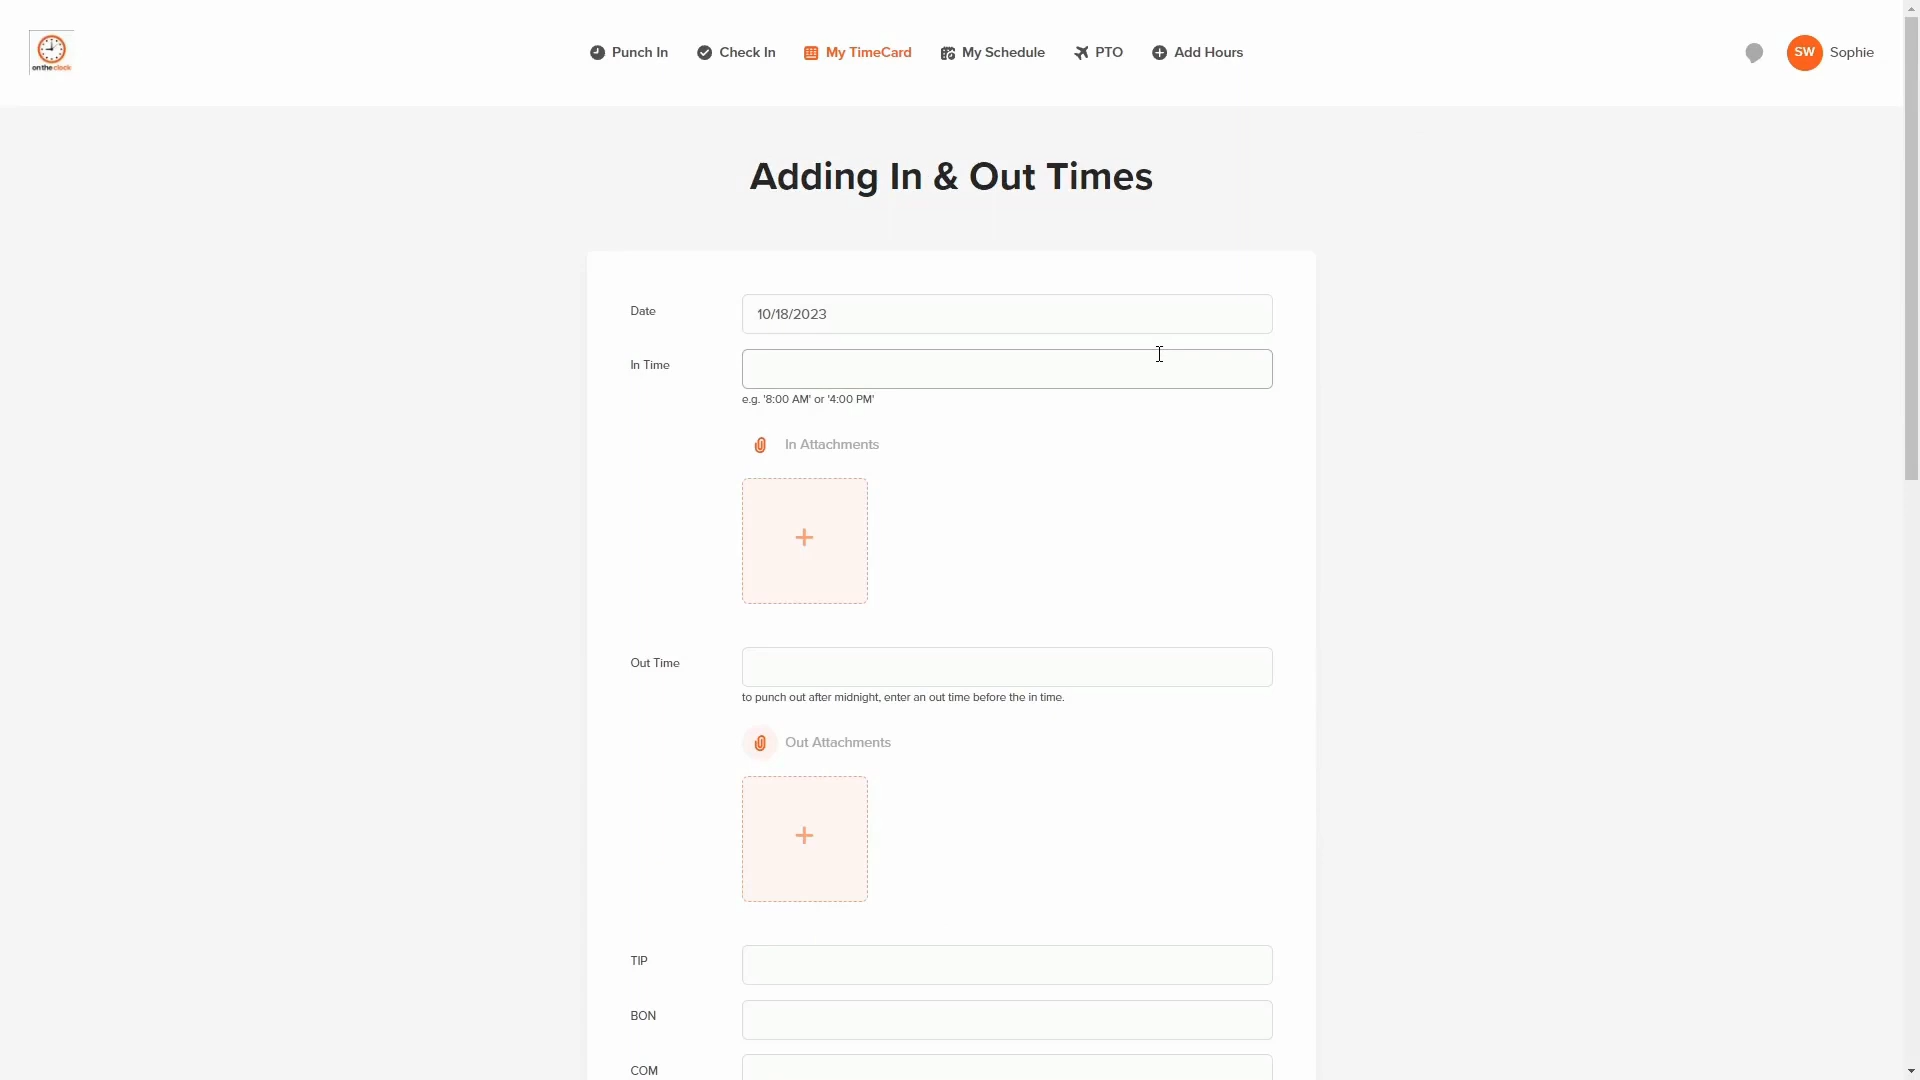 on the clock
Punch In
Check In
My TimeCard
My Schedule
PTO
Add Hours
SW
Sophie
Adding In & Out Times
Date
10/18/2023
In Time
e.g. '8:00 AM' or '4:00 PM'
In Attachments
+
Out Time
to punch out after midnight, enter an out time before the in time.
Out Attachments
+
TIP
BON
COM